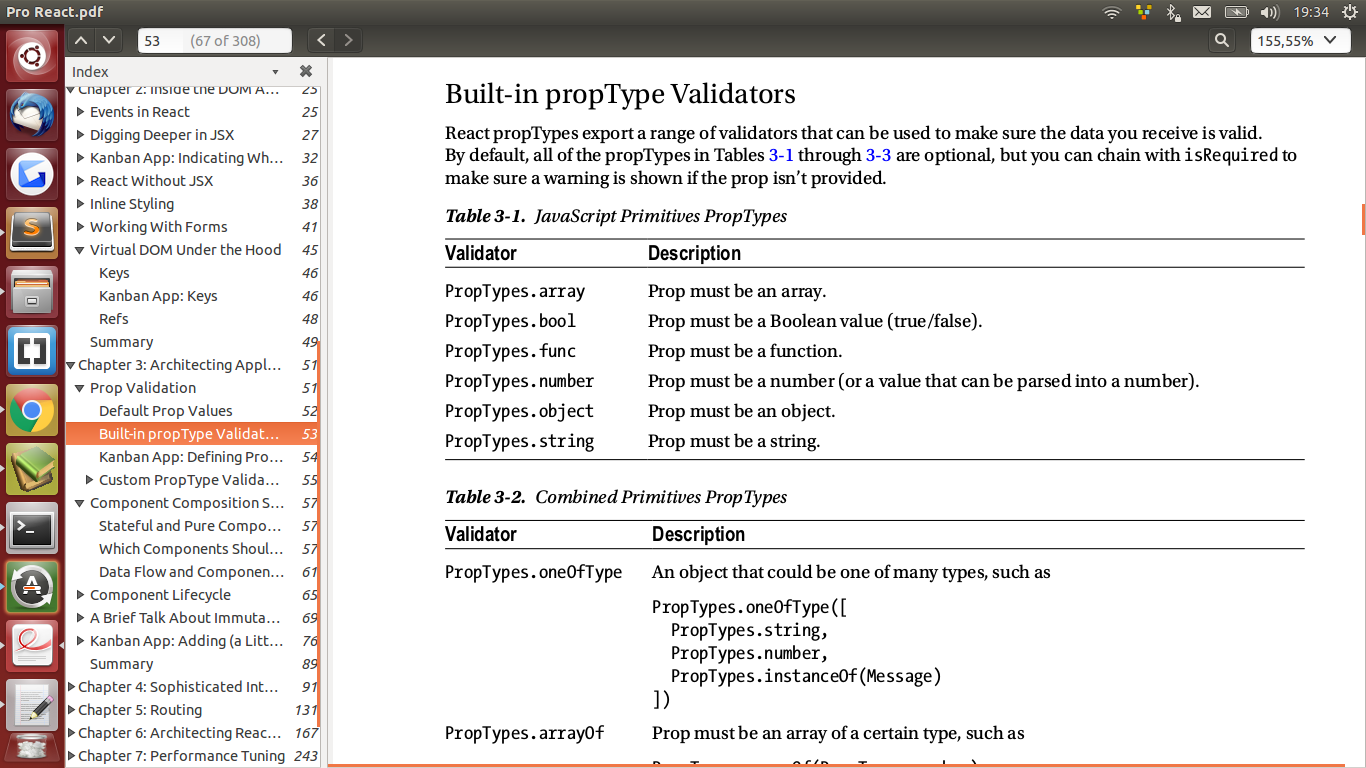 Pro React.pdf
19:34
53 (67 of 308)
155,55%
Index
Chapter 2: Inside the DOM A... 25
Events in React 25
Digging Deeper in JSX 27
Kanban App: Indicating Wh... 32
React Without JSX 36
Inline Styling 38
Working With Forms 41
Virtual DOM Under the Hood 45
Keys 46
Kanban App: Keys 46
Refs 48
Summary 49
Chapter 3: Architecting Appl... 51
Prop Validation 51
Default Prop Values 52
Built-in propType Validat... 53
Kanban App: Defining Pro... 54
Custom PropType Valida... 55
Component Composition S... 57
Stateful and Pure Compo... 57
Which Components Shoul... 57
Data Flow and Componen... 61
Component Lifecycle 65
A Brief Talk About Immuta... 69
Kanban App: Adding (a Litt... 76
Summary 89
Chapter 4: Sophisticated Int... 91
Chapter 5: Routing 131
Chapter 6: Architecting Reac... 167
Chapter 7: Performance Tuning 243
Built-in propType Validators
React propTypes export a range of validators that can be used to make sure the data you receive is valid.
By default, all of the propTypes in Tables 3-1 through 3-3 are optional, but you can chain with isRequired to
make sure a warning is shown if the prop isn't provided.
Table 3-1. JavaScript Primitives PropTypes
Validator Description
PropTypes.array Prop must be an array.
PropTypes.bool Prop must be a Boolean value (true/false).
PropTypes.func Prop must be a function.
PropTypes.number Prop must be a number (or a value that can be parsed into a number).
PropTypes.object Prop must be an object.
PropTypes.string Prop must be a string.
Table 3-2. Combined Primitives PropTypes
Validator Description
PropTypes.oneOfType An object that could be one of many types, such as
PropTypes.oneOfType([
PropTypes.string,
PropTypes.number,
PropTypes.instanceOf(Message)
])
PropTypes.arrayOf Prop must be an array of a certain type, such as